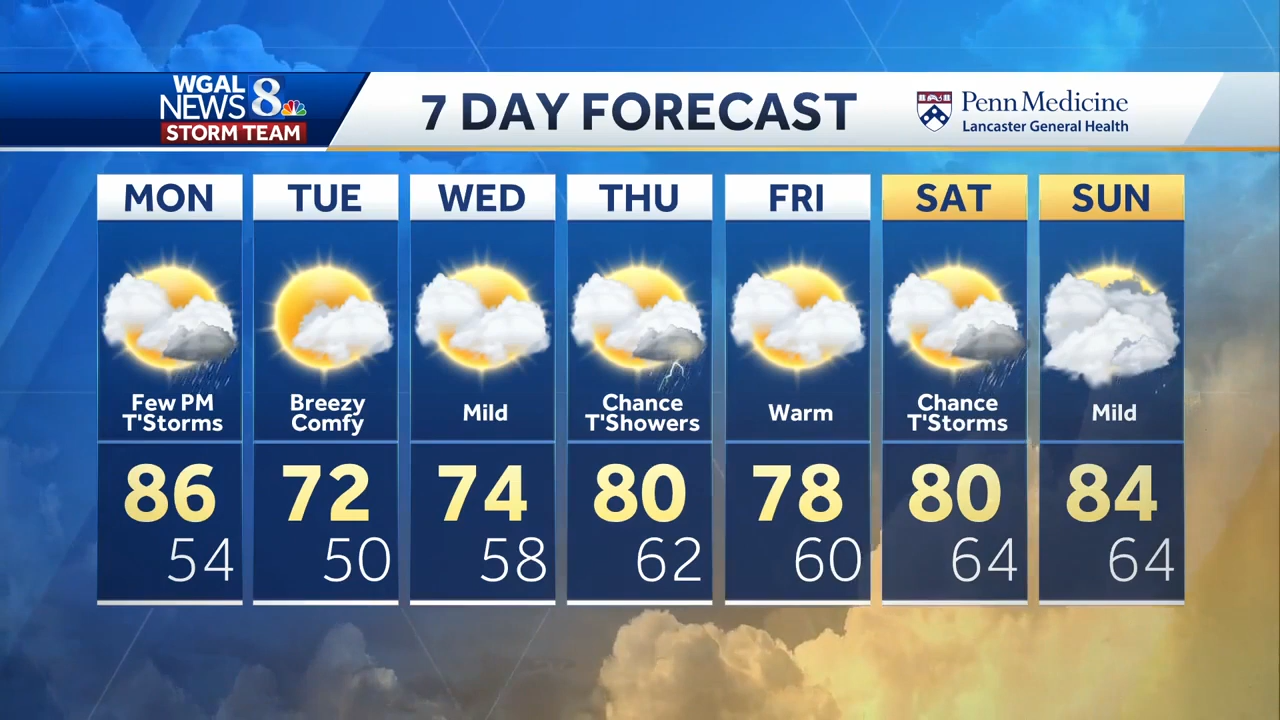 WGAL
NEWS 8
STORM TEAM
7 DAY FORECAST
Penn Medicine
Lancaster General Health
MON TUE WED THU FRI SAT SUN
Few PM
T'Storms
Breezy
Comfy
Mild
Chance
T'Showers
Warm
Chance
T'Storms
Mild
86 72 74 80 78 80 84
54 50 58 62 60 64 64